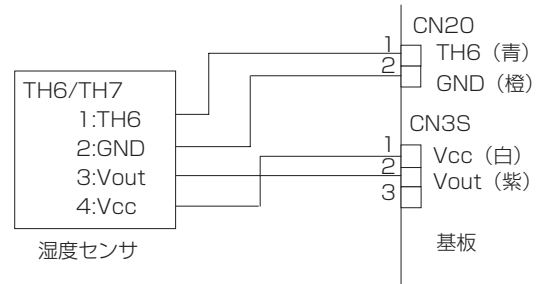 TH6/TH7
1:TH6
2:GND
3:Vout
4:Vcc
湿度センサ
CN20
1
TH6（青）
2
GND（橙）
CN3S
1
Vcc（白）
2
Vout（紫）
3
基板